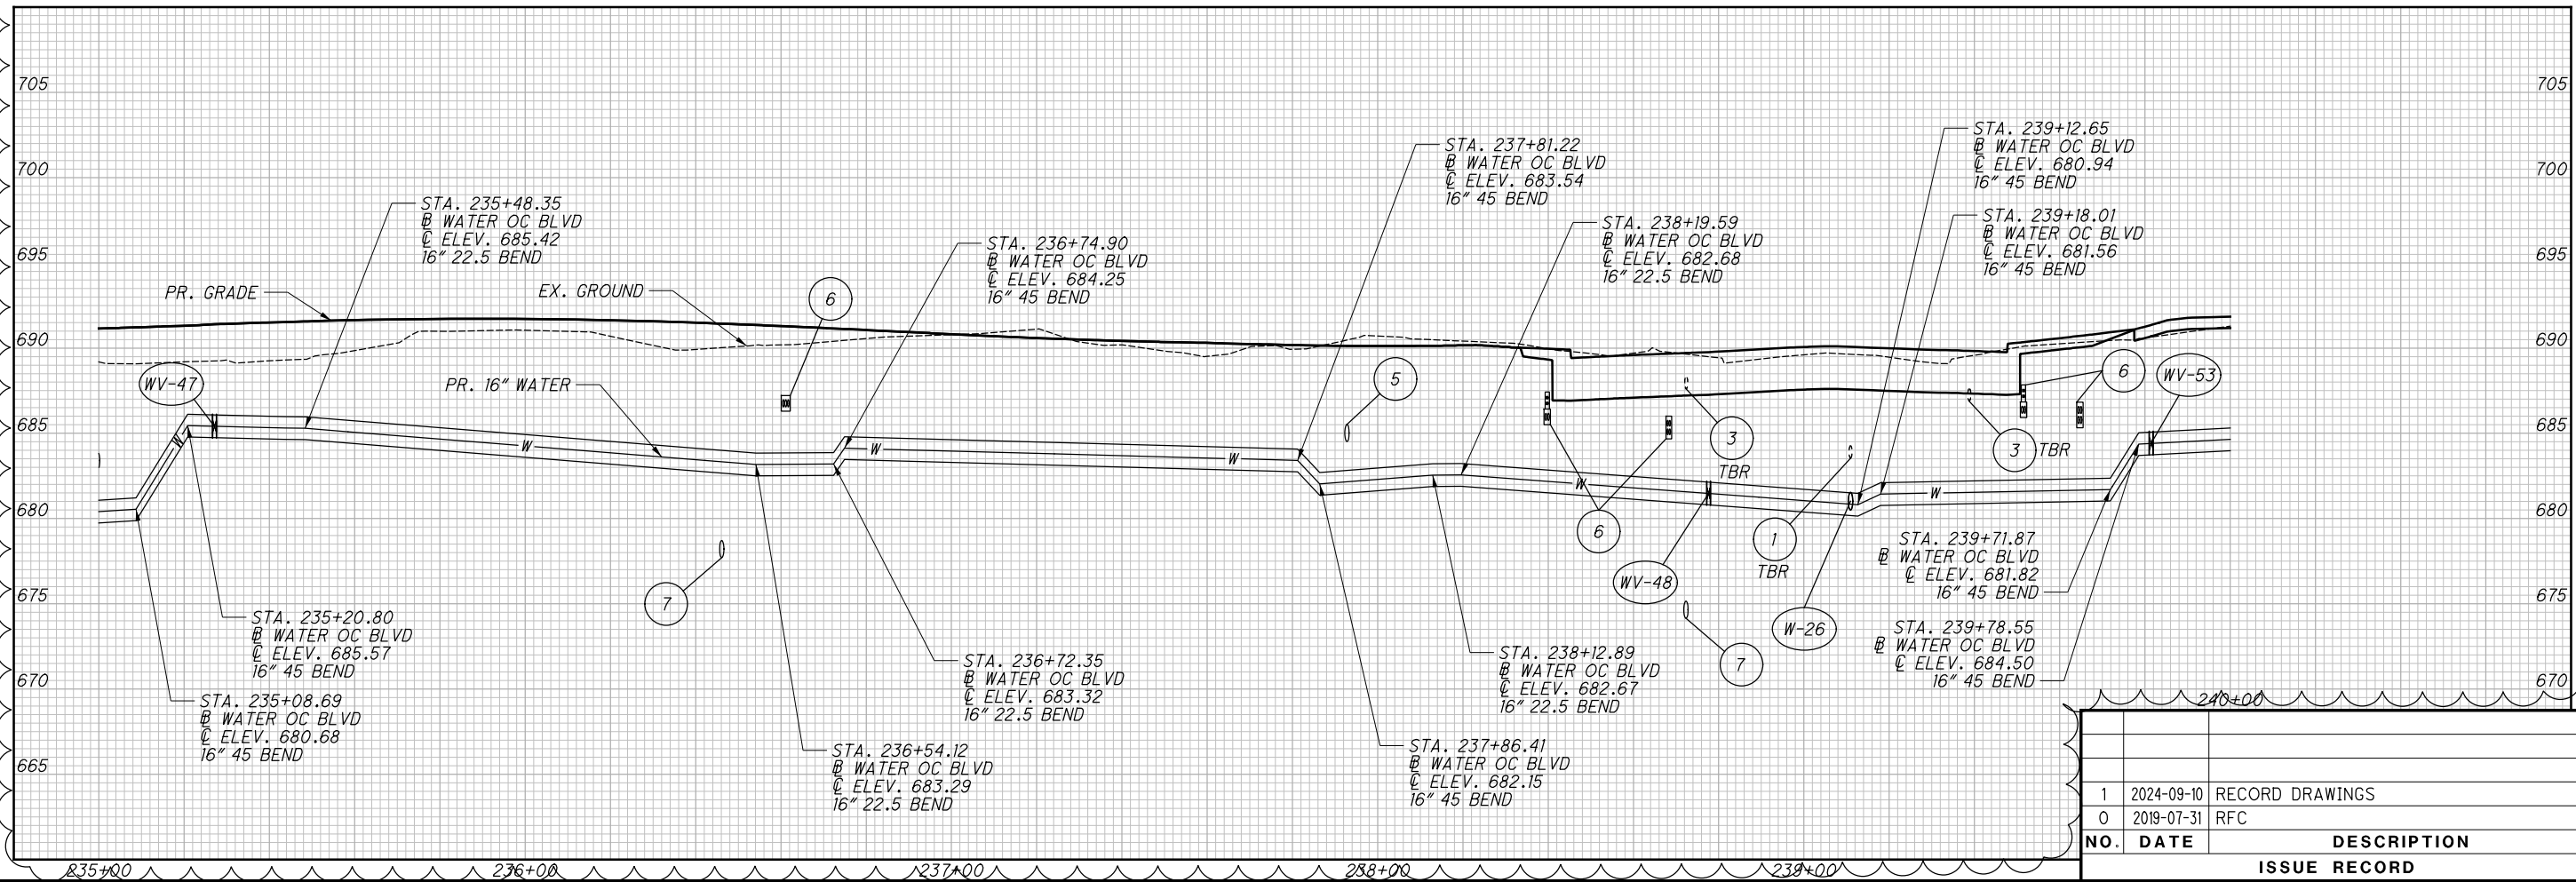 705
700
695
690
685
680
675
670
665
705
700
695
690
685
680
675
670
STA. 235+48.35
℄ WATER OC BLVD
℄ ELEV. 685.42
16" 22.5 BEND
PR. GRADE
EX. GROUND
6
STA. 236+74.90
WATER OC BLVD
℄ ELEV. 684.25
16" 45 BEND
STA. 237+81.22
WATER OC BLVD
℄ ELEV. 683.54
16" 45 BEND
STA. 238+19.59
WATER OC BLVD
℄ ELEV. 682.68
16" 22.5 BEND
STA. 239+12.65
WATER OC BLVD
℄ ELEV. 680.94
16" 45 BEND
STA. 239+18.01
WATER OC BLVD
℄ ELEV. 681.56
16" 45 BEND
WV-47
PR. 16" WATER
5
3
TBR
3 TBR
6
WV-53
W
W
W
W
W
W
6
1
TBR
WV-48
W-26
7
7
STA. 235+20.80
WATER OC BLVD
℄ ELEV. 685.57
16" 45 BEND
STA. 235+08.69
WATER OC BLVD
℄ ELEV. 680.68
16" 45 BEND
STA. 236+54.12
WATER OC BLVD
℄ ELEV. 683.29
16" 22.5 BEND
STA. 236+72.35
WATER OC BLVD
℄ ELEV. 683.32
16" 22.5 BEND
STA. 237+86.41
WATER OC BLVD
℄ ELEV. 682.15
16" 45 BEND
STA. 238+12.89
WATER OC BLVD
℄ ELEV. 682.67
16" 22.5 BEND
STA. 239+71.87
WATER OC BLVD
℄ ELEV. 681.82
16" 45 BEND
STA. 239+78.55
WATER OC BLVD
℄ ELEV. 684.50
16" 45 BEND
235+00
236+00
237+00
238+00
239+00
240+00
1 2024-09-10 RECORD DRAWINGS
0 2019-07-31 RFC
NO. DATE DESCRIPTION
ISSUE RECORD